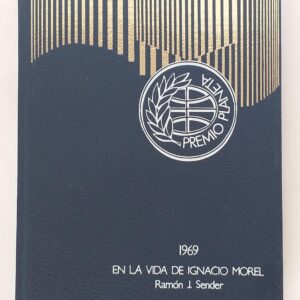 PREMIO PLANETA
1969
EN LA VIDA DE IGNACIO MOREL
Ramón J. Sender